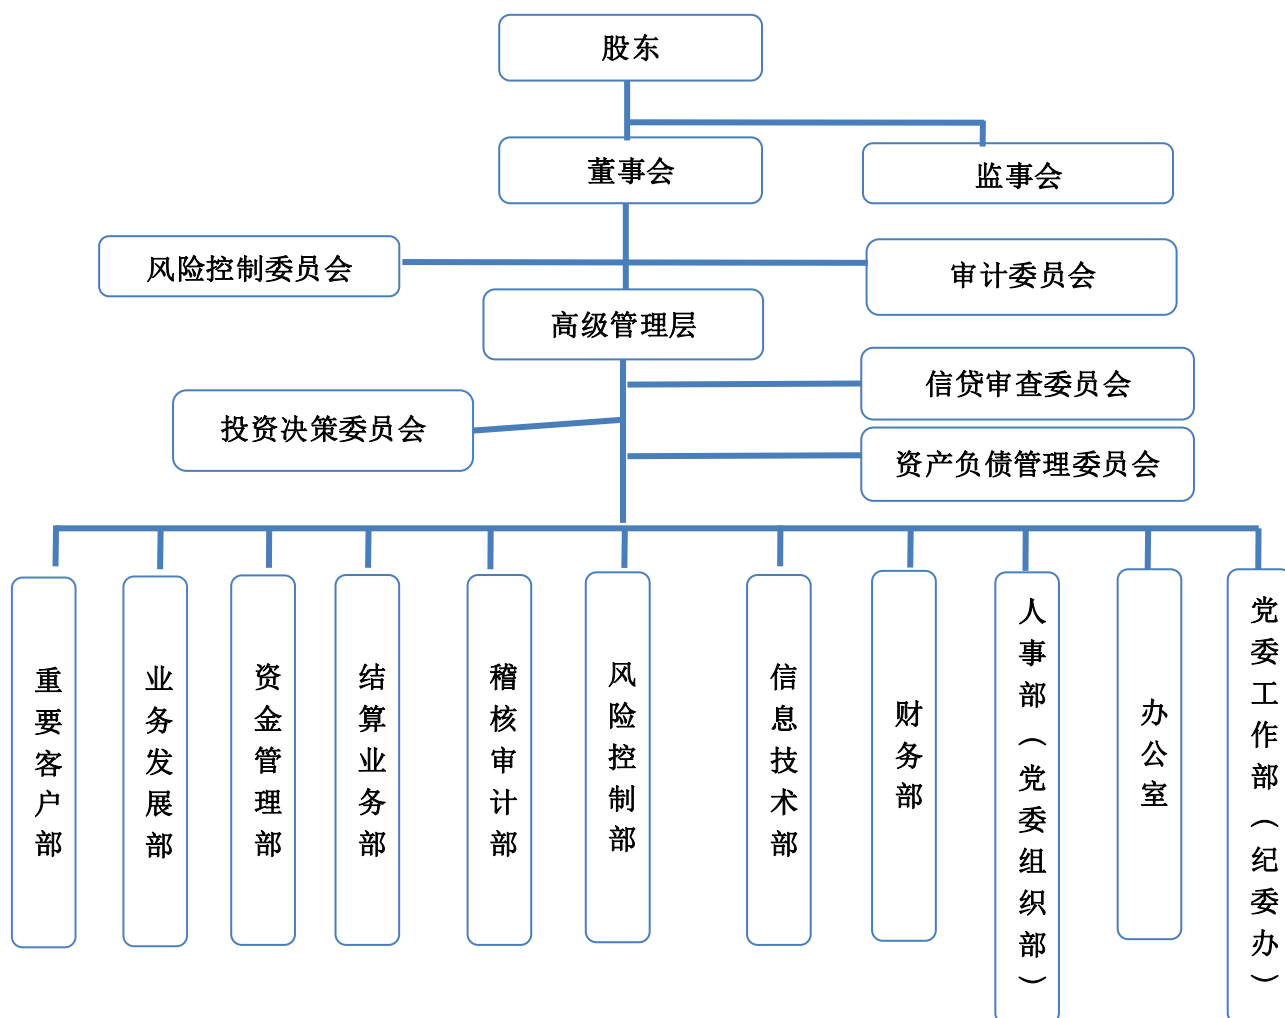 股东
董事会
监事会
风险控制委员会
审计委员会
高级管理层
信贷审查委员会
投资决策委员会
资产负债管理委员会
重要客户部
业务发展部
资金管理部
结算业务部
稽核审计部
风险控制部
信息技术部
财务部
人事部（党委组织部）
办公室
党委工作部（纪委办）